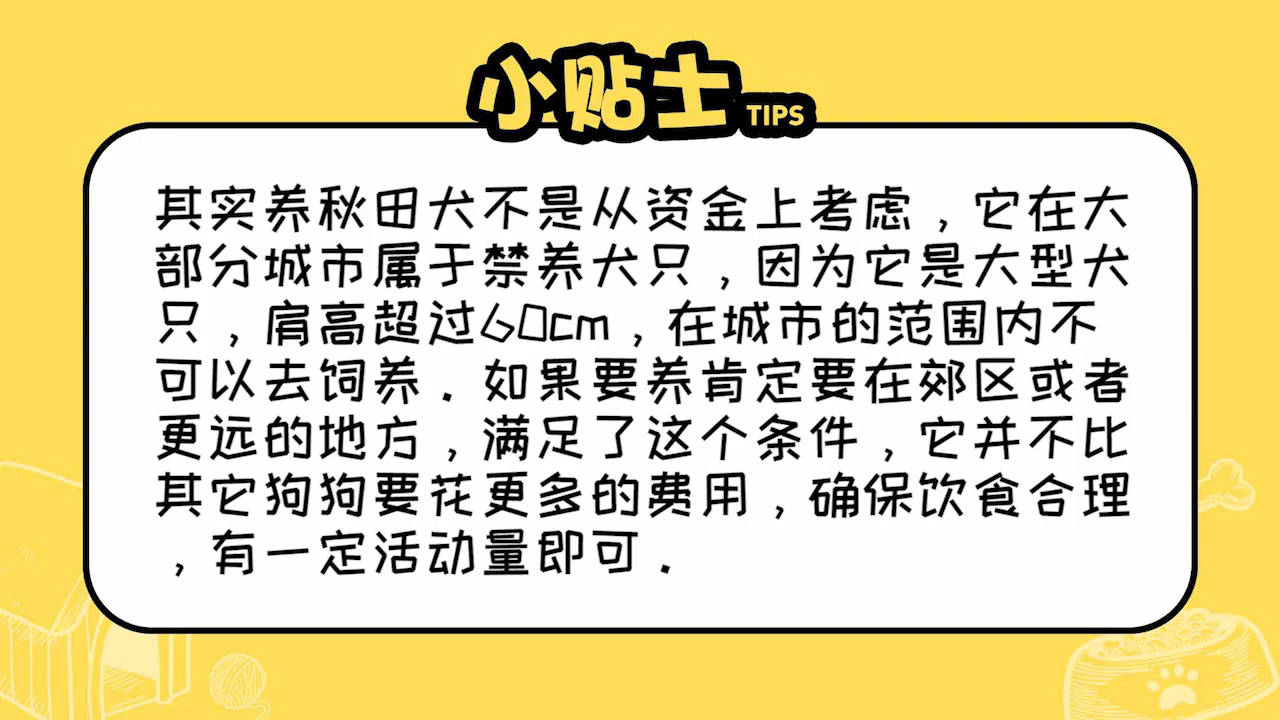 小贴士 TIPS
其实养秋田犬不是从资金上考虑，它在大
部分城市属于禁养犬只，因为它是大型犬
只，肩高超过60cm，在城市的范围内不
可以去饲养．如果要养肯定要在郊区或者
更远的地方，满足了这个条件，它并不比
其它狗狗要花更多的费用，确保饮食合理
，有一定活动量即可．